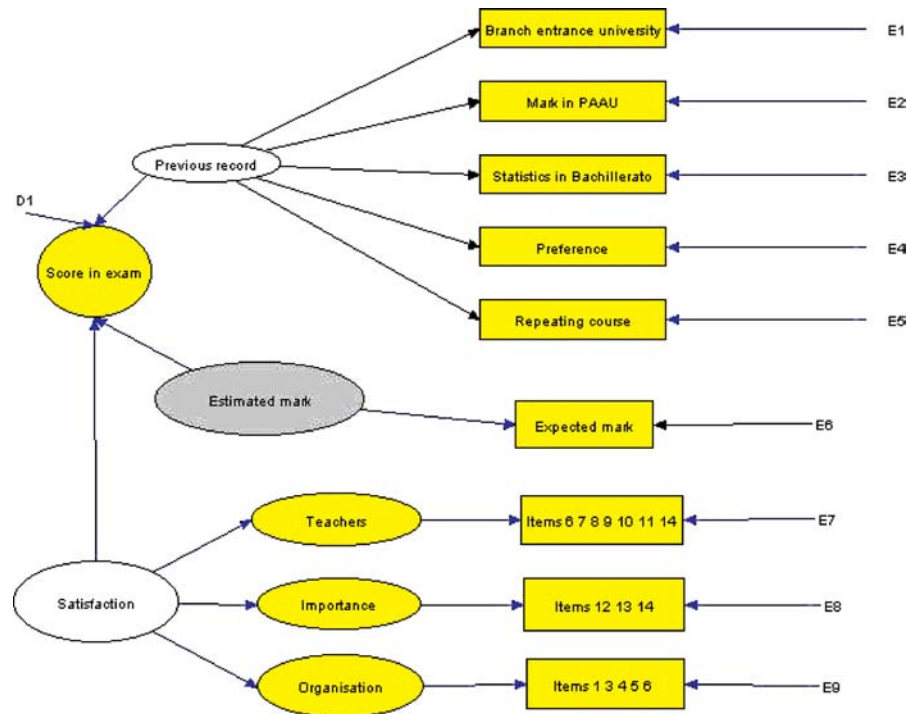 Branch entrance university
E1
Mark in PAAU
E2
Previous record
Statistics in Bachillerato
E3
D1
Preference
E4
Score in exam
Repeating course
E5
Estimated mark
Expected mark
E6
Teachers
Items 6 7 8 9 10 11 14
E7
Satisfaction
Importance
Items 12 13 14
E8
Organisation
Items 1 3 4 5 6
E9